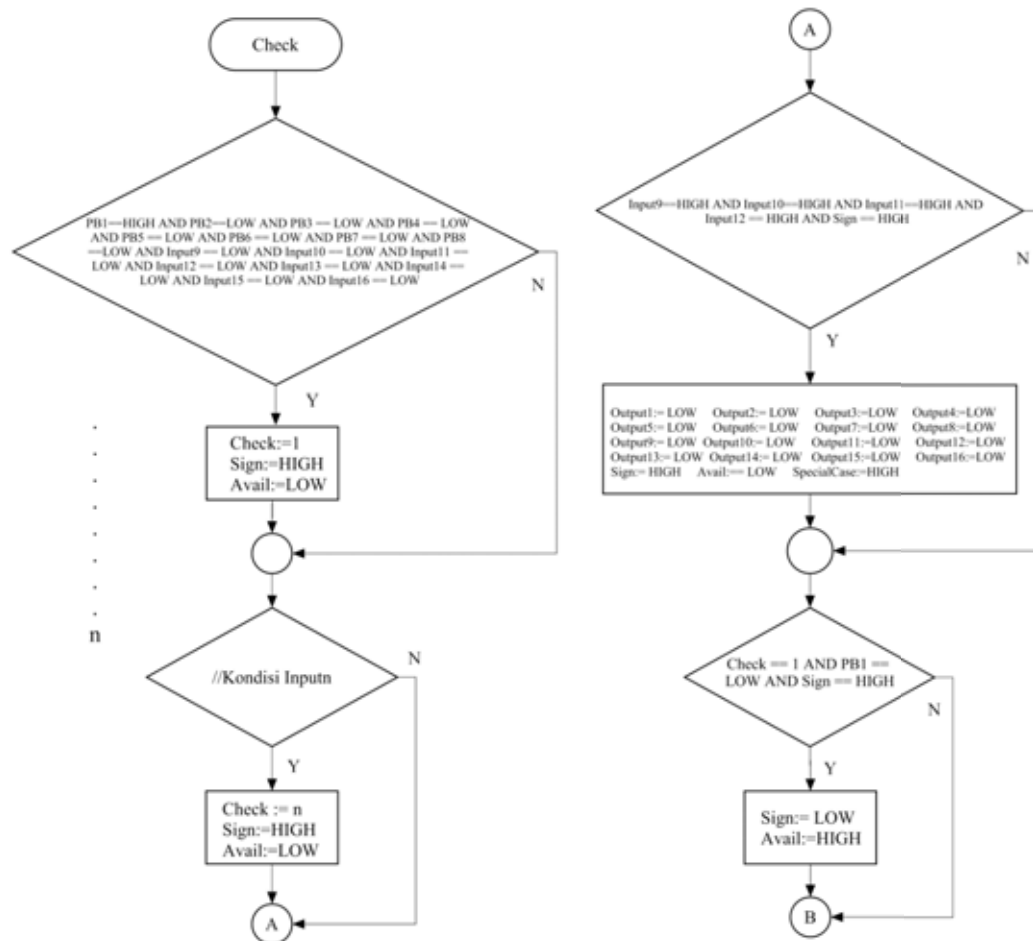 Check
PB1==HIGH AND PB2==LOW AND PB3 == LOW AND PB4 == LOW
AND PB5 == LOW AND PB6 == LOW AND PB7 == LOW AND PB8
==LOW AND Input9 == LOW AND Input10 == LOW AND Input11 ==
LOW AND Input12 == LOW AND Input13 == LOW AND Input14 ==
LOW AND Input15 == LOW AND Input16 == LOW
N
Y
Check:=1
Sign:=HIGH
Avail:=LOW
n
//Kondisi Inputn
N
Y
Check := n
Sign:=HIGH
Avail:=LOW
A
A
Input9==HIGH AND Input10==HIGH AND Input11==HIGH AND
Input12 == HIGH AND Sign == HIGH
N
Y
Output1:= LOW Output2:= LOW Output3:=LOW Output4:=LOW
Output5:= LOW Output6:= LOW Output7:=LOW Output8:=LOW
Output9:= LOW Output10:= LOW Output11:=LOW Output12:=LOW
Output13:= LOW Output14:= LOW Output15:=LOW Output16:=LOW
Sign:= HIGH Avail:== LOW SpecialCase:=HIGH
Check == 1 AND PB1 ==
LOW AND Sign == HIGH
N
Y
Sign:= LOW
Avail:=HIGH
B